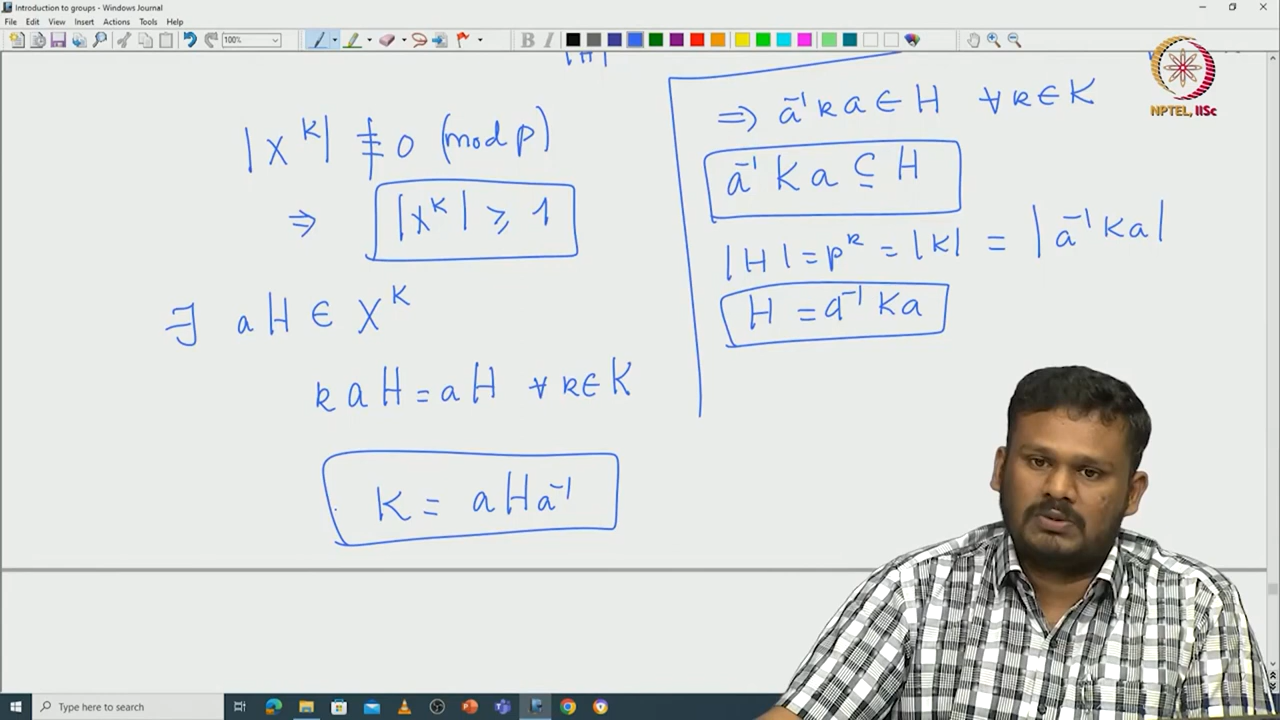 Introduction to groups - Windows Journal
File Edit View Insert Actions Tools Help
100%
B I
NPTEL, IISc
|H|
|X^K| ≢ 0 (mod p)
⇒ |X^K| ≥ 1
∃ aH ∈ X^K
kaH = aH ∀ k ∈ K
K = aHa⁻¹
⇒ a⁻¹ka ∈ H ∀ k ∈ K
a⁻¹Ka ⊆ H
|H| = p^r = |K| = |a⁻¹Ka|
H = a⁻¹Ka
Type here to search